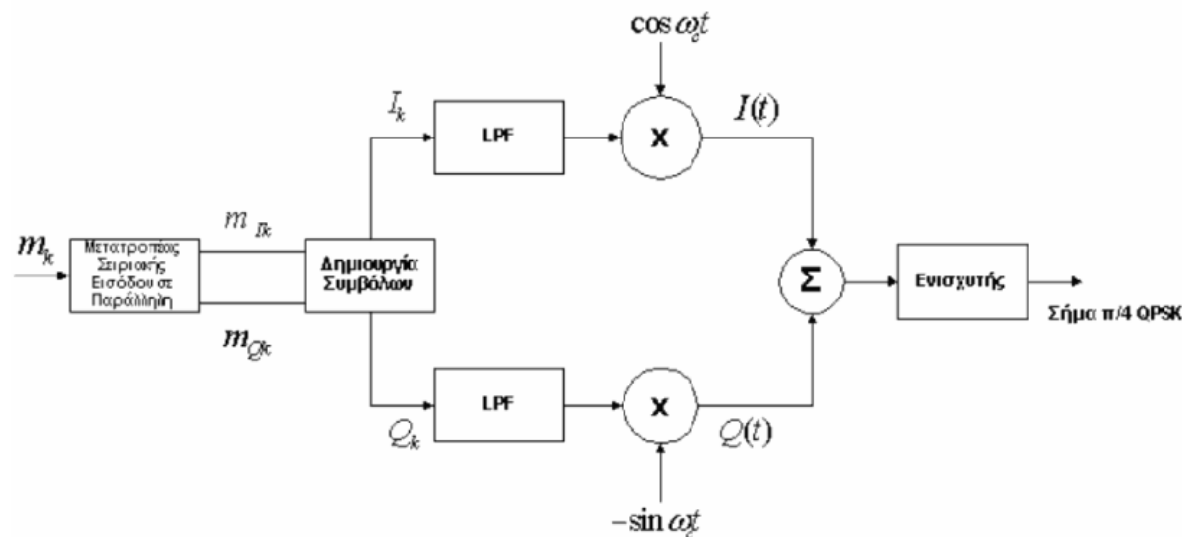 cos ω_c t
I_k
LPF
X
I(t)
m_k
Μετατροπέας
Σειριακής
Εισόδου σε
Παράλληλη
m_Ik
m_Qk
Δημιουργία
Συμβόλων
Σ
Ενισχυτής
Σήμα π/4 QPSK
Q_k
LPF
X
Q(t)
−sin ω_c t